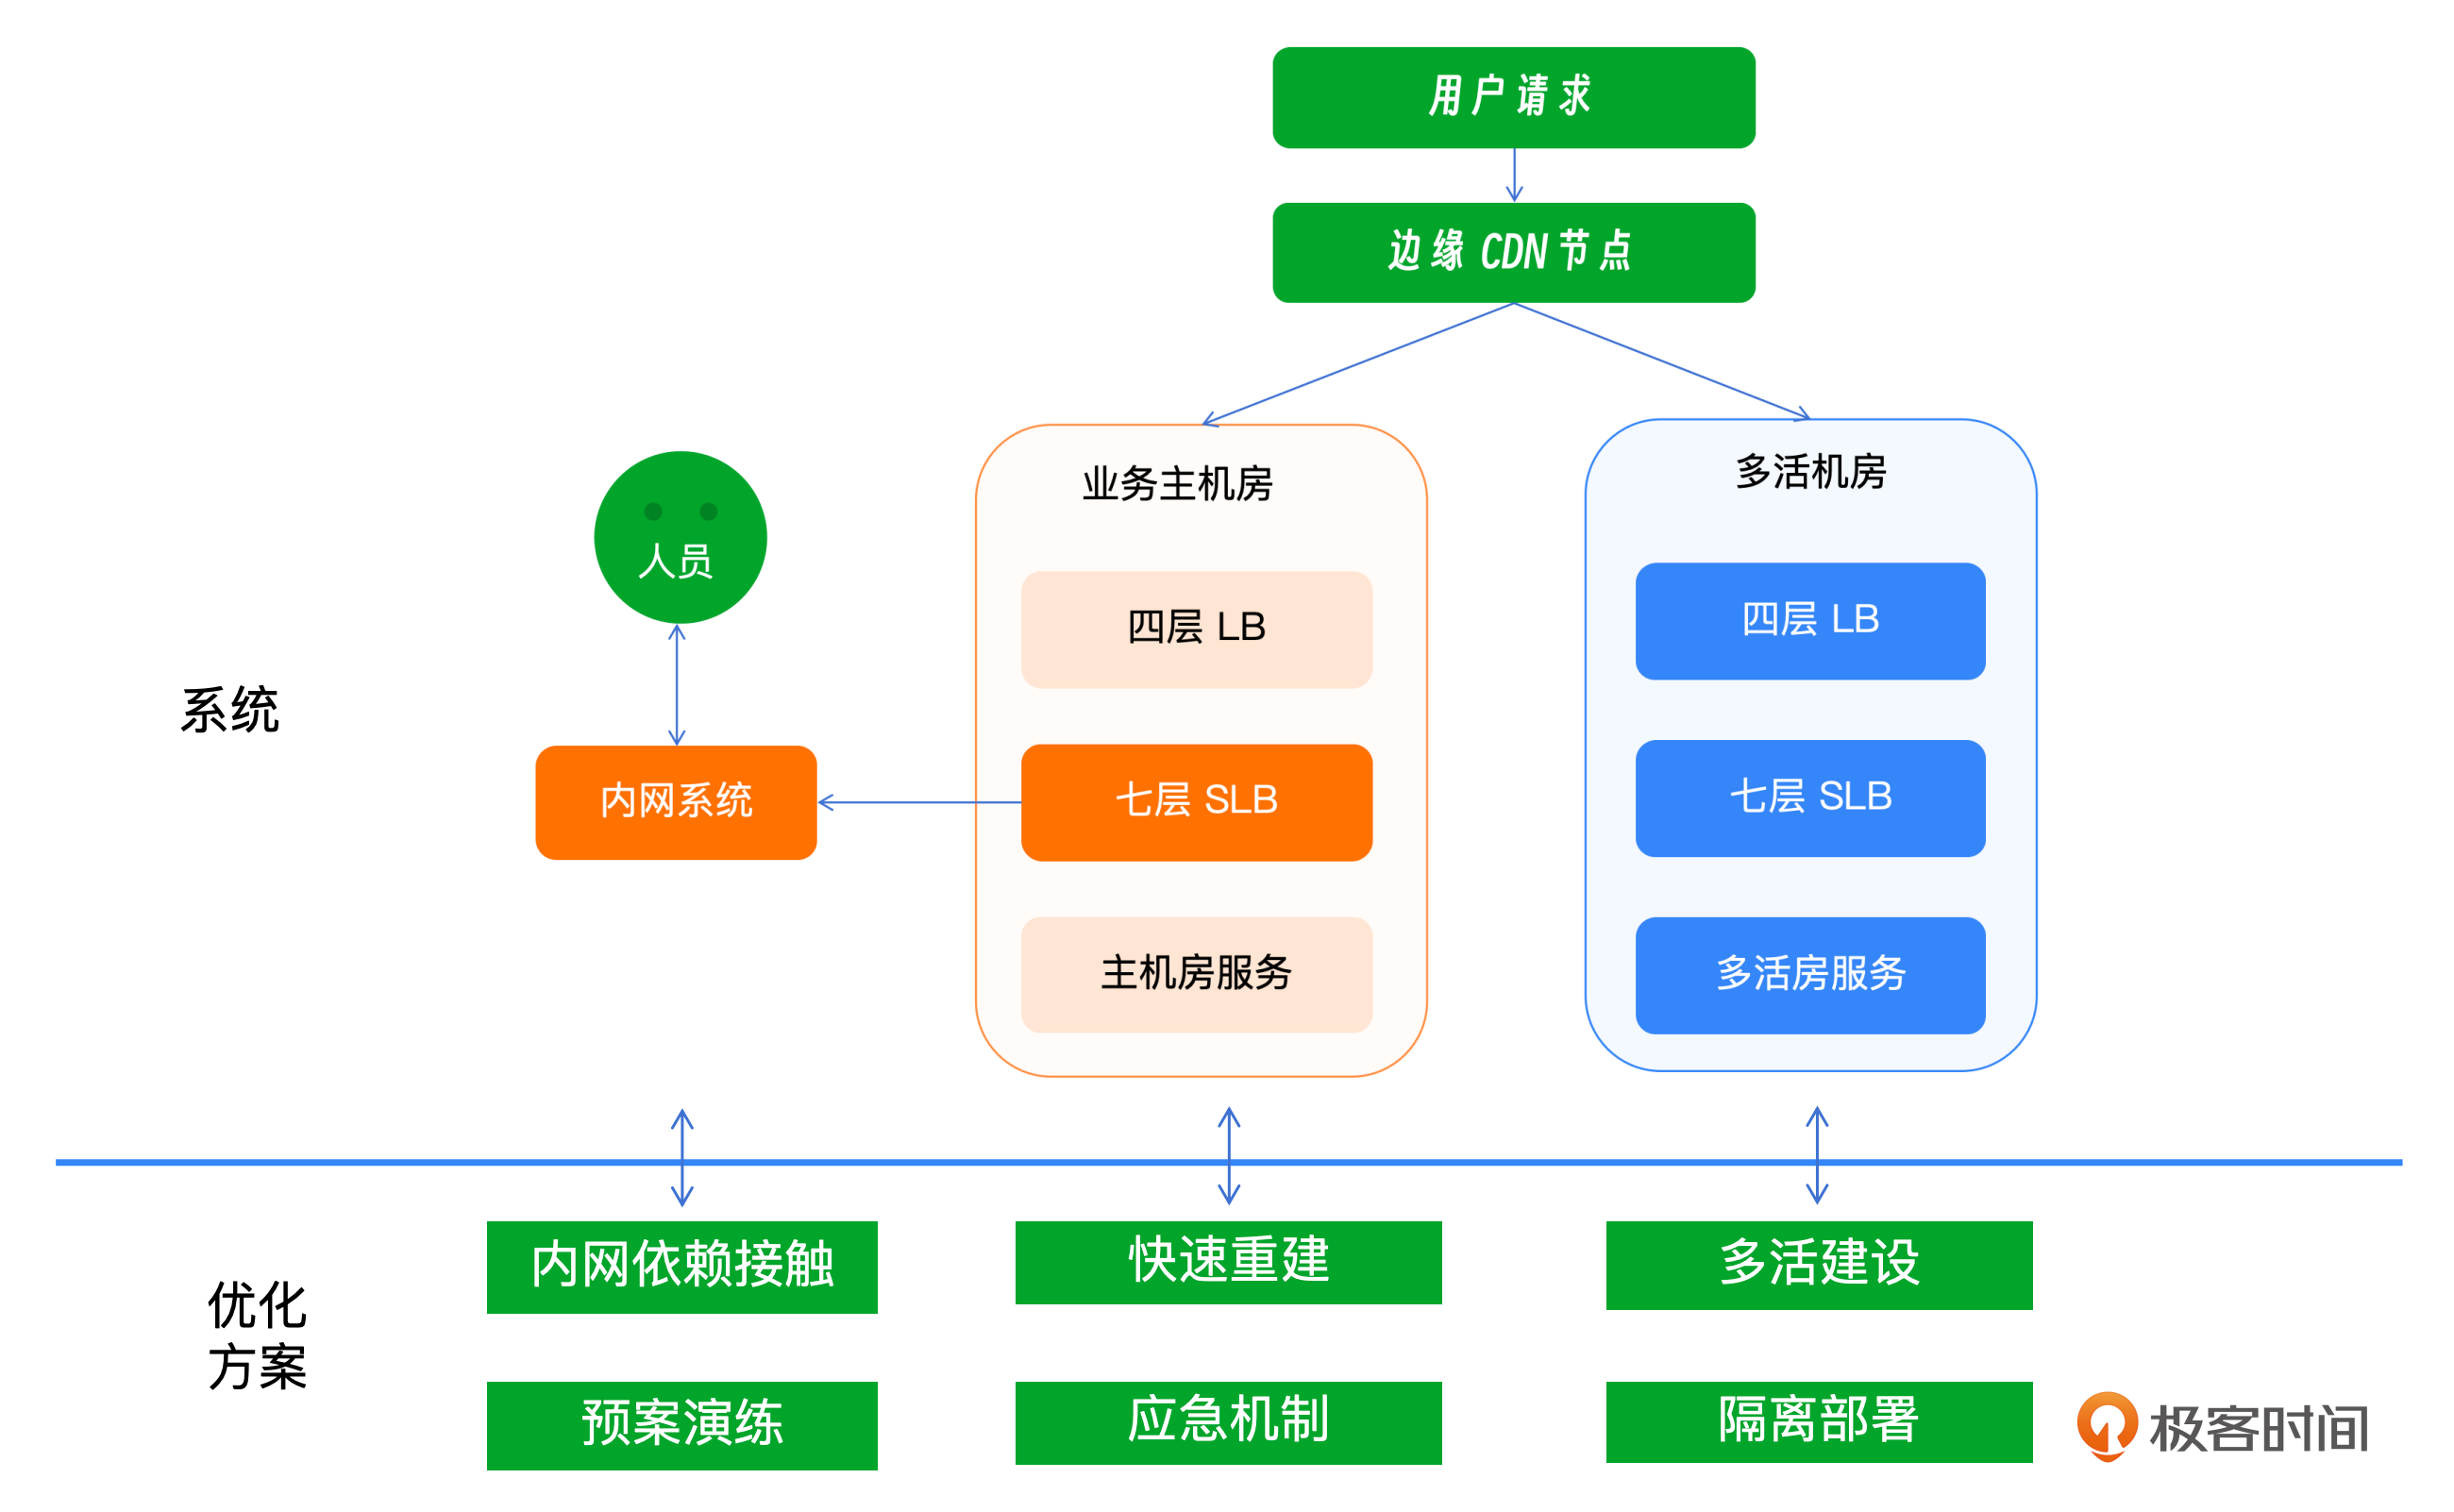 用户请求
边缘 CDN 节点
业务主机房
多活机房
人员
四层 LB
四层 LB
系统
内网系统
七层 SLB
七层 SLB
主机房服务
多活房服务
内网依赖接触
快速重建
多活建设
优化
方案
预案演练
应急机制
隔离部署
极客时间